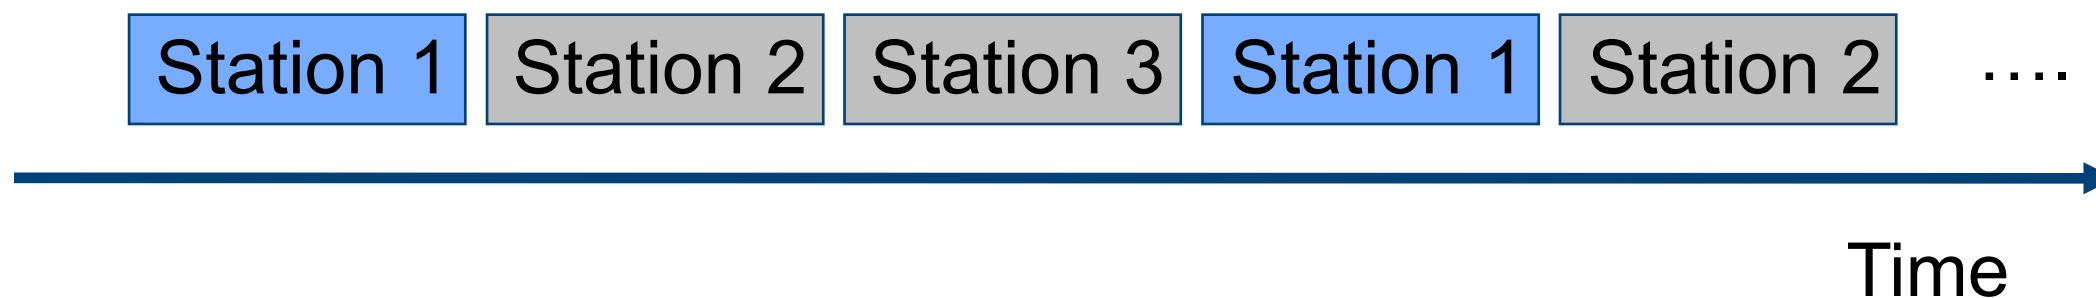 Station 1 Station 2 Station 3 Station 1 Station 2 ....
Time